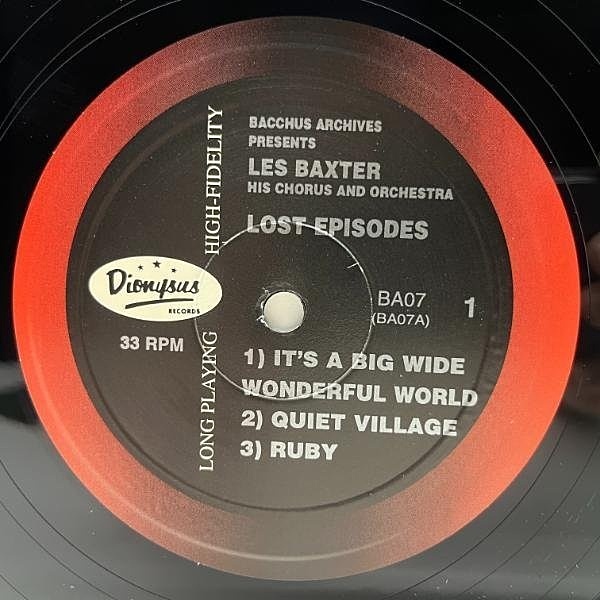 BACCHUS ARCHIVES
PRESENTS
LES BAXTER
HIS CHORUS AND ORCHESTRA
LOST EPISODES
LONG PLAYING HIGH-FIDELITY
Dionysus
RECORDS
33 RPM
BA07 1
(BA07A)
1) IT'S A BIG WIDE
WONDERFUL WORLD
2) QUIET VILLAGE
3) RUBY